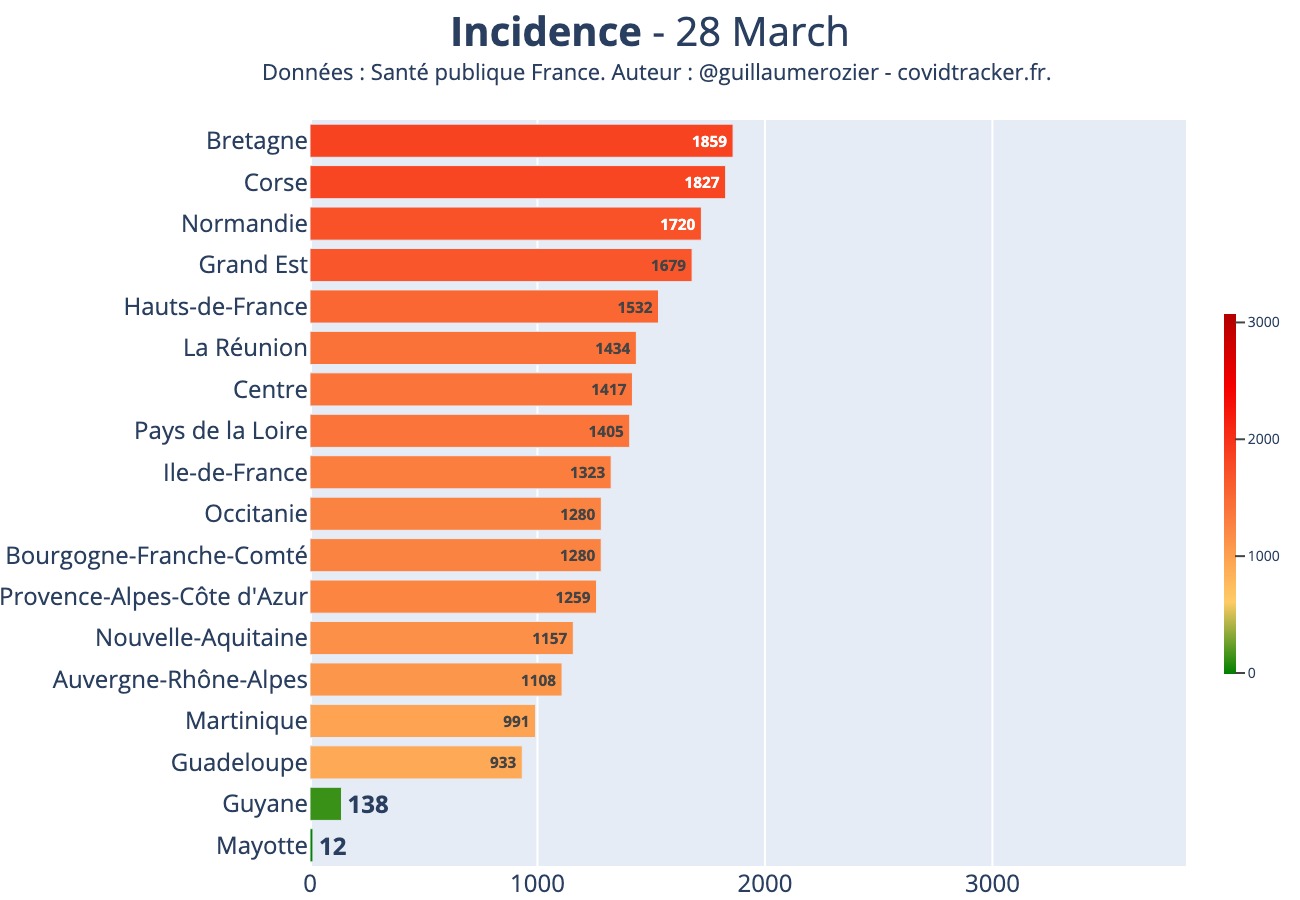 Incidence - 28 March
Données : Santé publique France. Auteur : @guillaumerozier - covidtracker.fr.
Bretagne 1859
Corse 1827
Normandie 1720
Grand Est 1679
Hauts-de-France 1532
La Réunion 1434
Centre 1417
Pays de la Loire 1405
Ile-de-France 1323
Occitanie 1280
Bourgogne-Franche-Comté 1280
Provence-Alpes-Côte d'Azur 1259
Nouvelle-Aquitaine 1157
Auvergne-Rhône-Alpes 1108
Martinique 991
Guadeloupe 933
Guyane 138
Mayotte 12
0 1000 2000 3000
3000
2000
1000
0